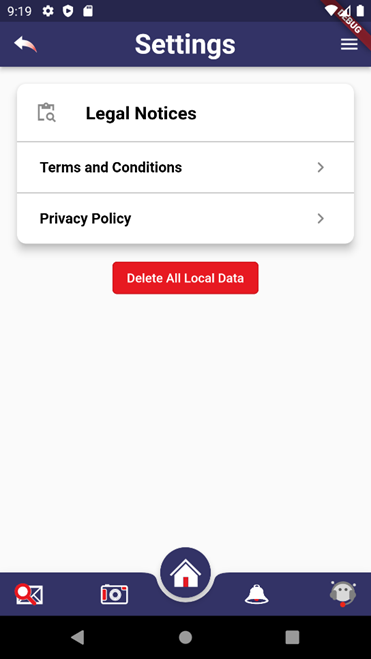 9:19
DEBUG
Settings
Legal Notices
Terms and Conditions
Privacy Policy
Delete All Local Data